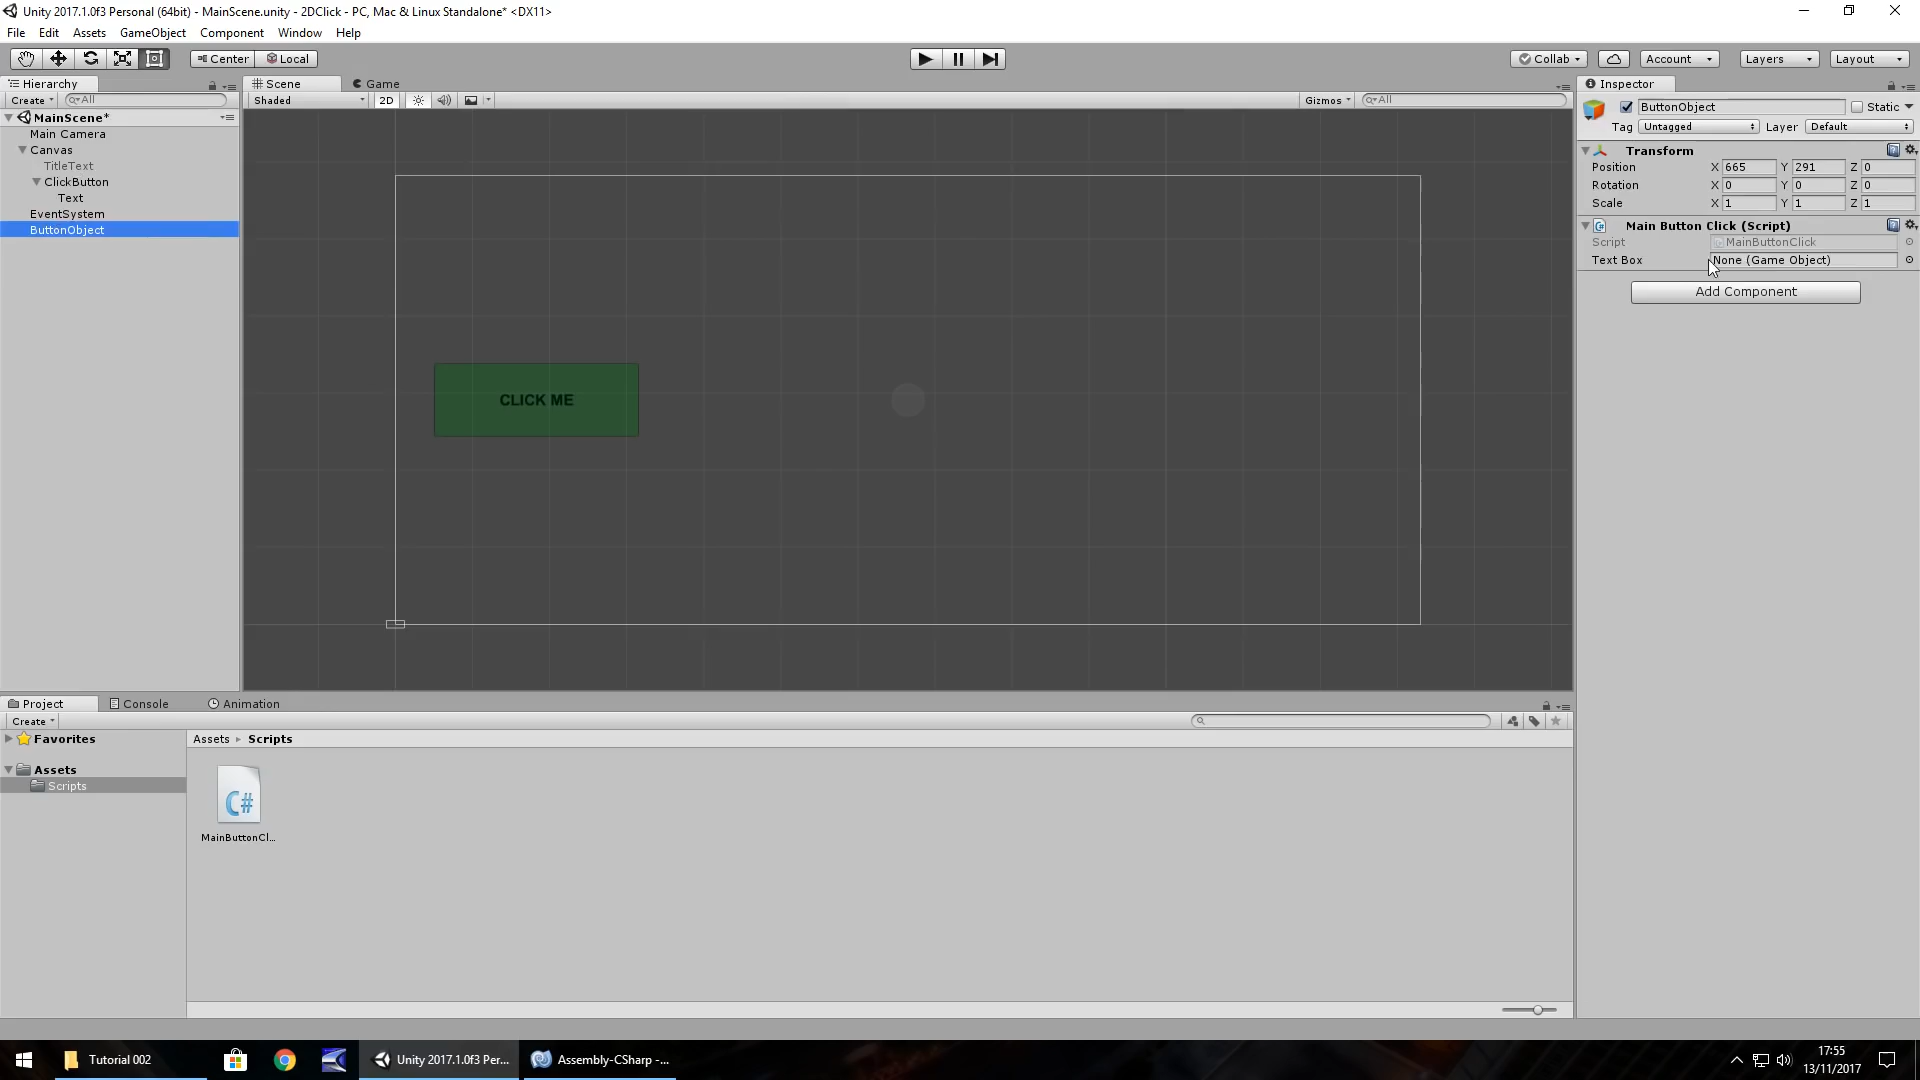 Unity 2017.1.0f3 Personal (64bit) - MainScene.unity - 2DClick - PC, Mac & Linux Standalone* <DX11>
File Edit Assets GameObject Component Window Help
Center Local Collab Account Layers Layout
Hierarchy Scene Game Inspector
Create All Shaded 2D Gizmos All
ButtonObject Static
Tag Untagged Layer Default
MainScene*
Main Camera
Canvas
TitleText
ClickButton
Text
EventSystem
ButtonObject
Transform
Position X 665 Y 291 Z 0
Rotation X 0 Y 0 Z 0
Scale X 1 Y 1 Z 1
Main Button Click (Script)
Script MainButtonClick
Text Box None (Game Object)
Add Component
CLICK ME
Project Console Animation
Create
Favorites
Assets
Scripts
Assets Scripts
C#
MainButtonCl...
Tutorial 002 Unity 2017.1.0f3 Per... Assembly-CSharp -...
17:55
13/11/2017